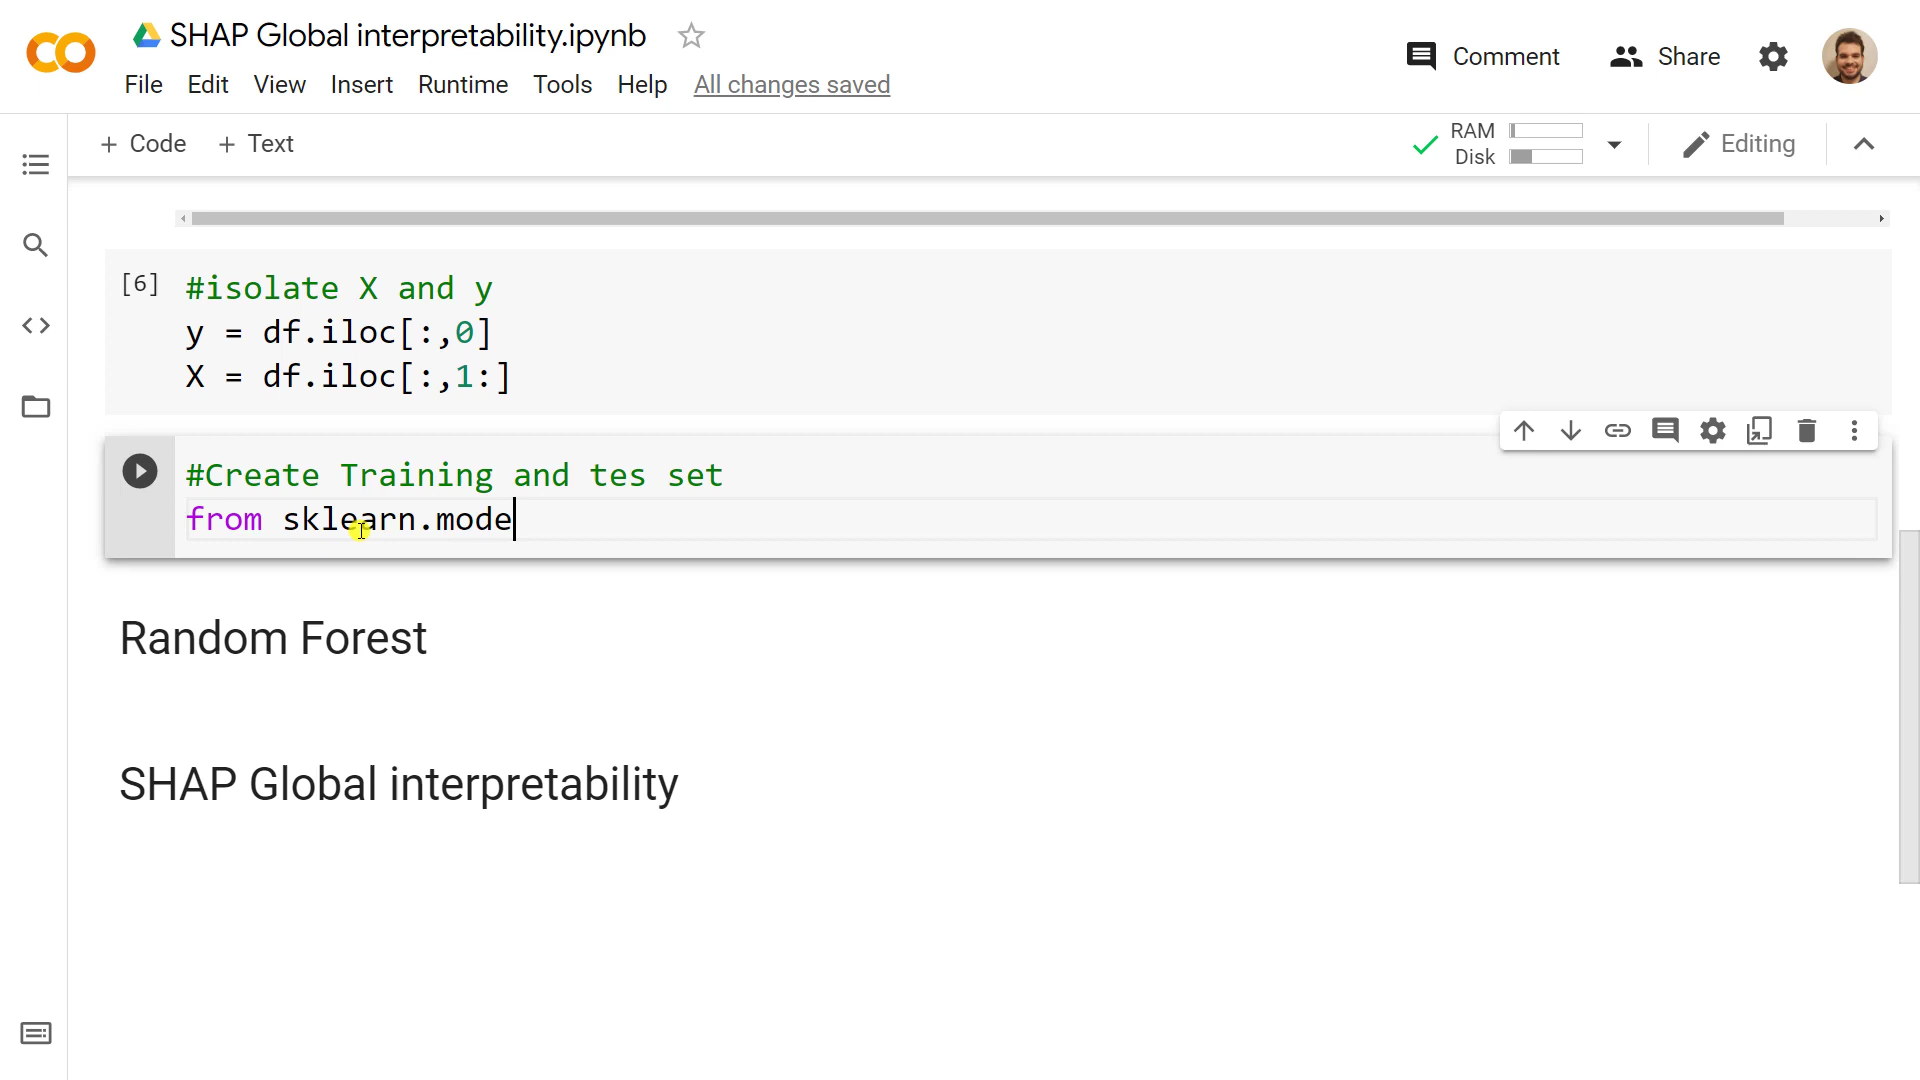 SHAP Global interpretability.ipynb
File Edit View Insert Runtime Tools Help All changes saved
Comment
Share
+ Code + Text
RAM
Disk
Editing
[6] #isolate X and y
y = df.iloc[:,0]
X = df.iloc[:,1:]
#Create Training and tes set
from sklearn.mode
Random Forest
SHAP Global interpretability